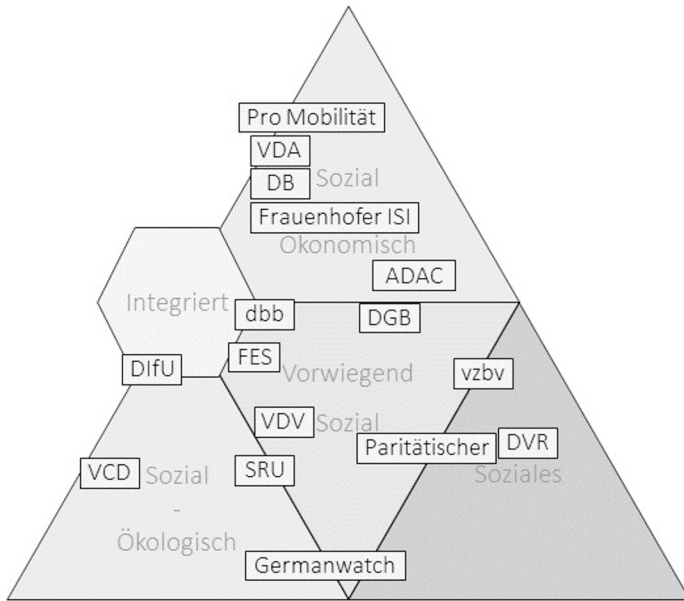 Pro Mobilität
VDA
DB
Sozial
Frauenhofer ISI
Ökonomisch
ADAC
Integriert
dbb
DGB
DIfU
FES
Vorwiegend
vzbv
VDV
Sozial
Paritätischer
DVR
VCD
Sozial
SRU
Soziales
-
Ökologisch
Germanwatch